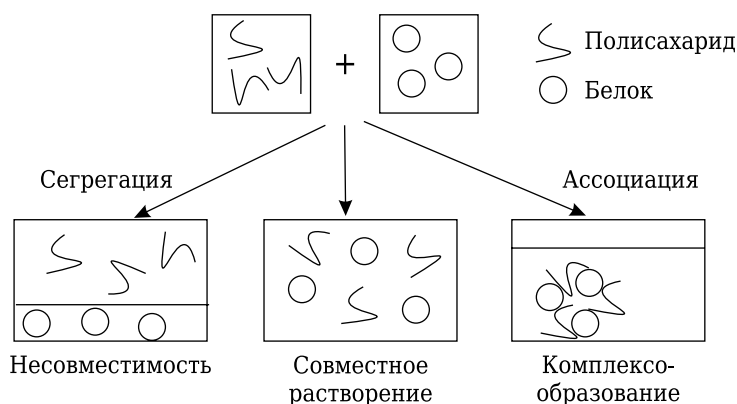 +
Полисахарид
Белок
Сегрегация
Ассоциация
Несовместимость
Совместное
растворение
Комплексо-
образование